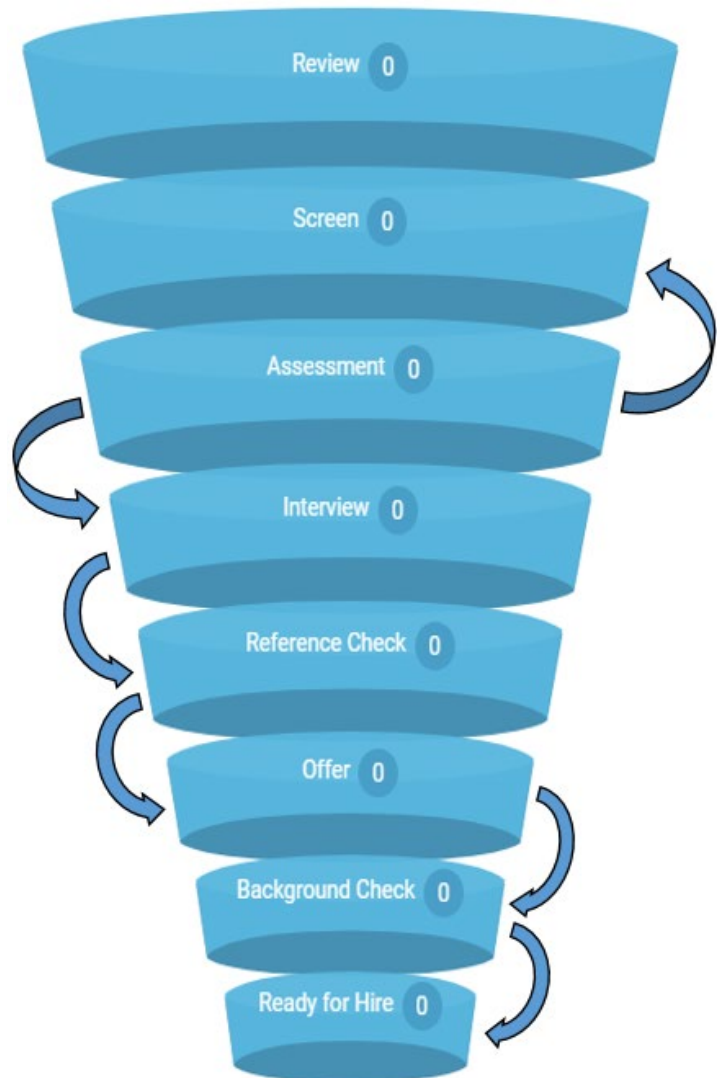 Review 0
Screen 0
Assessment 0
Interview 0
Reference Check 0
Offer 0
Background Check 0
Ready for Hire 0